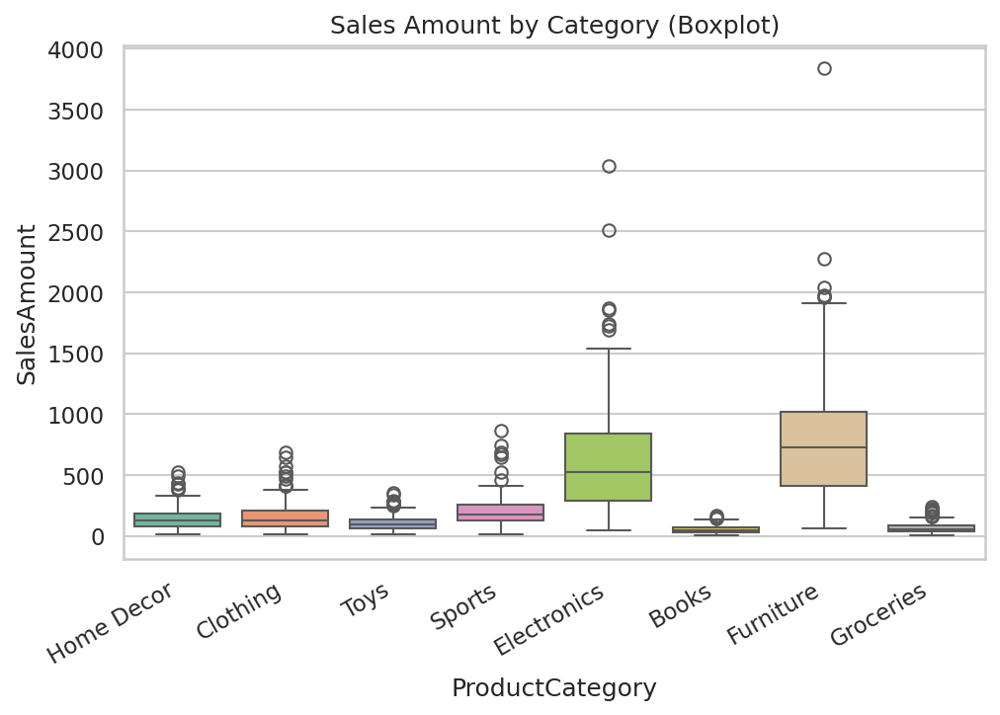 Sales Amount by Category (Boxplot)
4000
3500
3000
2500
2000
1500
1000
500
0
SalesAmount
Home Decor
Clothing
Toys
Sports
Electronics
Books
Furniture
Groceries
ProductCategory